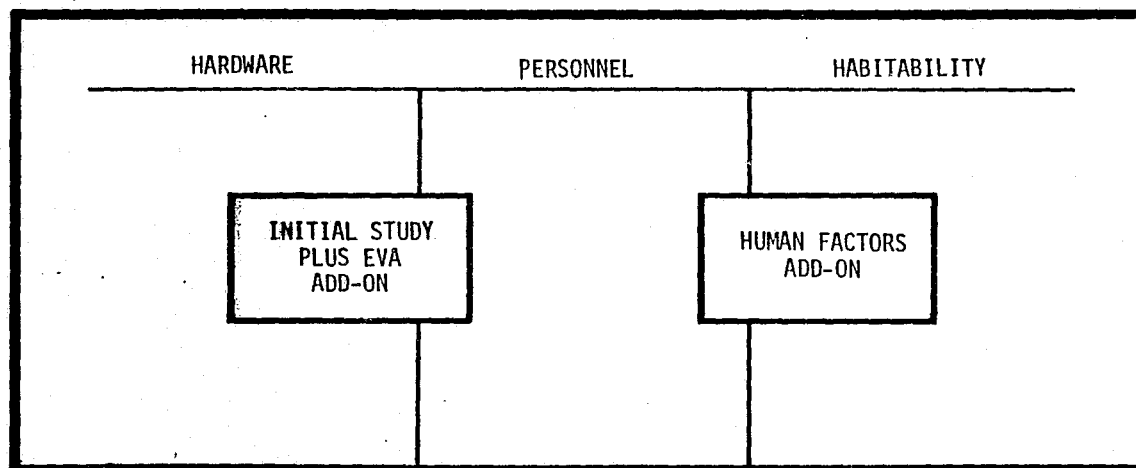 HARDWARE PERSONNEL HABITABILITY
INITIAL STUDY
PLUS EVA
ADD-ON
HUMAN FACTORS
ADD-ON